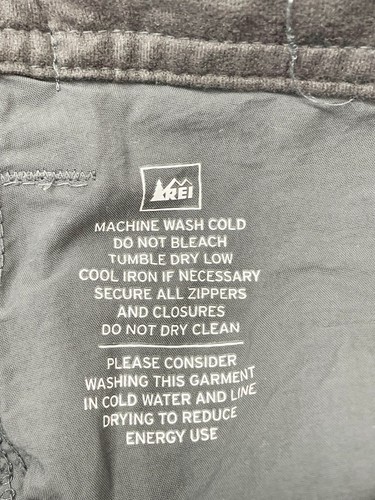 REI
MACHINE WASH COLD
DO NOT BLEACH
TUMBLE DRY LOW
COOL IRON IF NECESSARY
SECURE ALL ZIPPERS
AND CLOSURES
DO NOT DRY CLEAN
PLEASE CONSIDER
WASHING THIS GARMENT
IN COLD WATER AND LINE
DRYING TO REDUCE
ENERGY USE